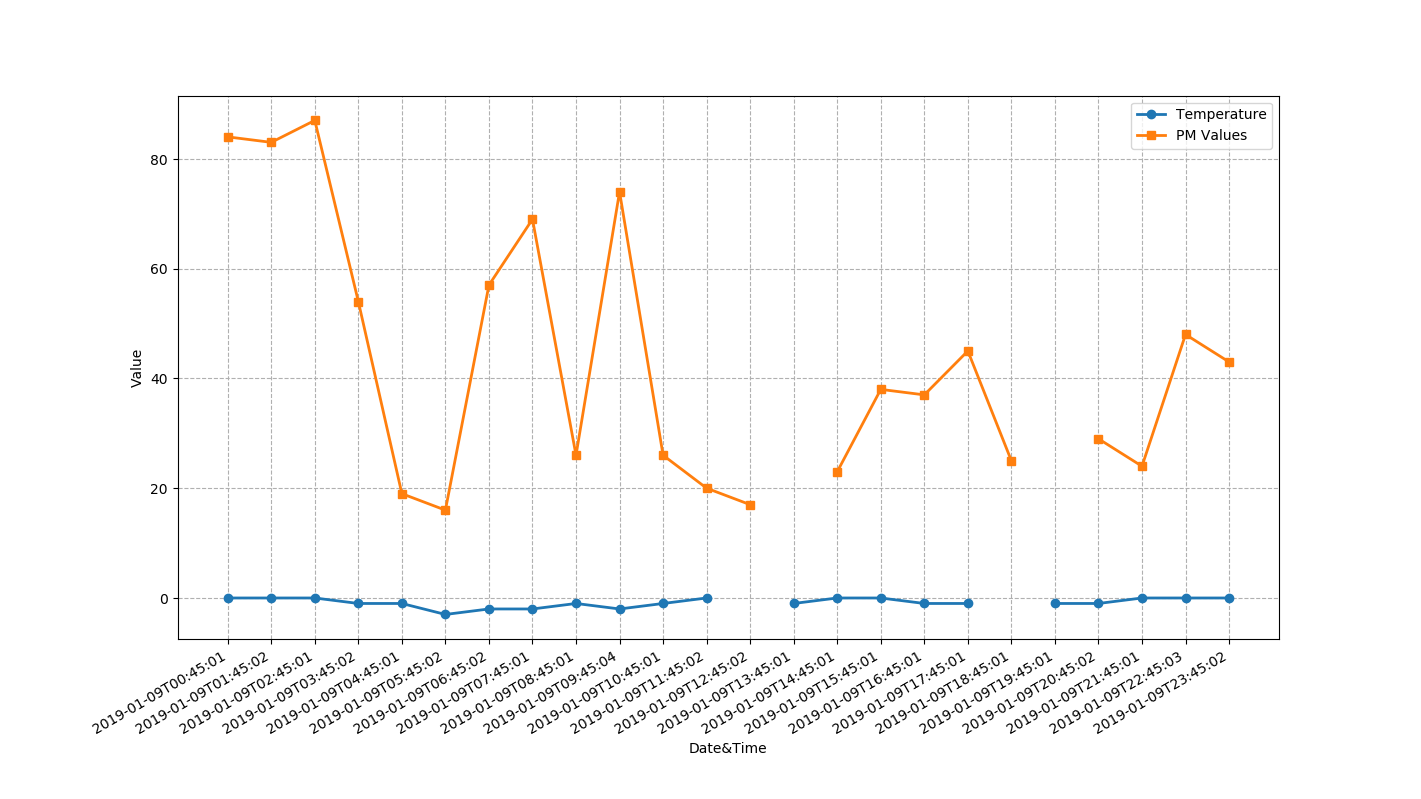 Temperature
PM Values
80
60
40
20
0
Value
2019-01-09T00:45:01
2019-01-09T01:45:02
2019-01-09T02:45:01
2019-01-09T03:45:02
2019-01-09T04:45:01
2019-01-09T05:45:02
2019-01-09T06:45:02
2019-01-09T07:45:01
2019-01-09T08:45:01
2019-01-09T09:45:04
2019-01-09T10:45:01
2019-01-09T11:45:02
2019-01-09T12:45:02
2019-01-09T13:45:01
2019-01-09T14:45:01
2019-01-09T15:45:01
2019-01-09T16:45:01
2019-01-09T17:45:01
2019-01-09T18:45:01
2019-01-09T19:45:01
2019-01-09T20:45:02
2019-01-09T21:45:01
2019-01-09T22:45:03
2019-01-09T23:45:02
Date&Time